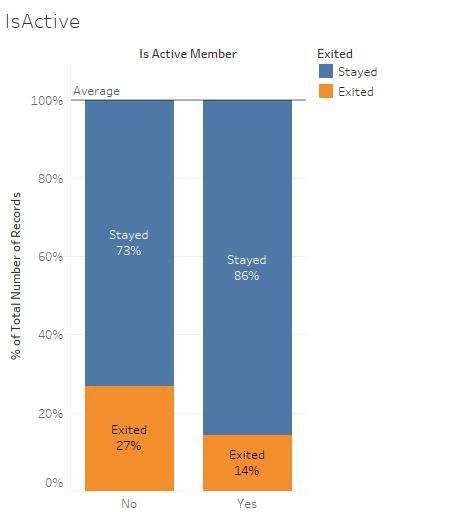 IsActive
Is Active Member
Exited
Stayed
Exited
Average
100%
80%
60%
40%
20%
0%
% of Total Number of Records
Stayed
73%
Stayed
86%
Exited
27%
Exited
14%
No
Yes